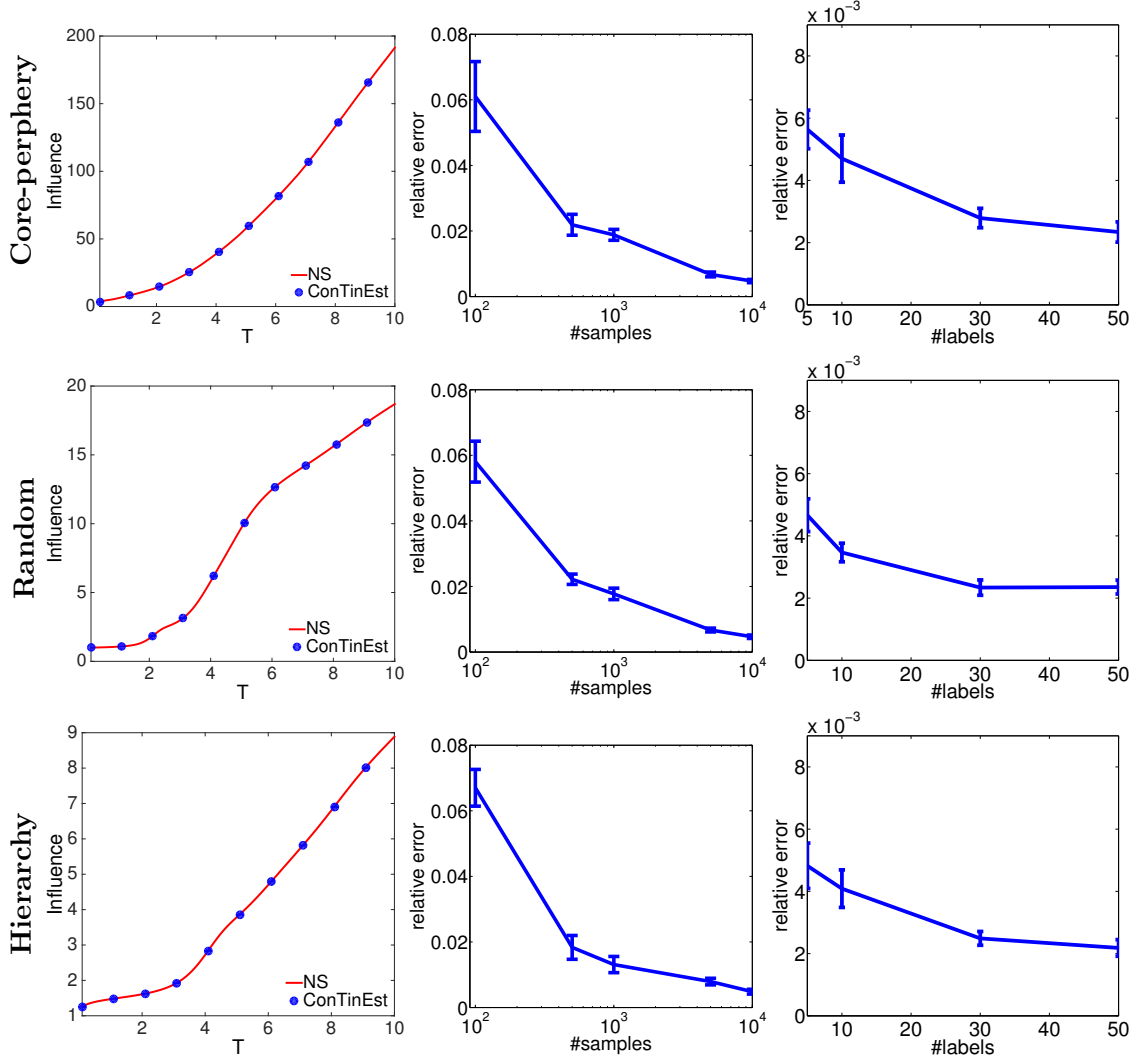 Core-perphery
200
150
100
50
0
Influence
2 4 6 8 10
T
NS
ConTinEst
0.08
0.06
0.04
0.02
0
relative error
10^2 10^3 10^4
#samples
x 10^-3
8
6
4
2
0
relative error
5 10 20 30 40 50
#labels
Random
20
15
10
5
0
Influence
2 4 6 8 10
T
NS
ConTinEst
0.08
0.06
0.04
0.02
0
relative error
10^2 10^3 10^4
#samples
x 10^-3
8
6
4
2
0
relative error
10 20 30 40 50
#labels
Hierarchy
9
8
7
6
5
4
3
2
1
Influence
2 4 6 8 10
T
NS
ConTinEst
0.08
0.06
0.04
0.02
0
relative error
10^2 10^3 10^4
#samples
x 10^-3
8
6
4
2
0
relative error
10 20 30 40 50
#labels